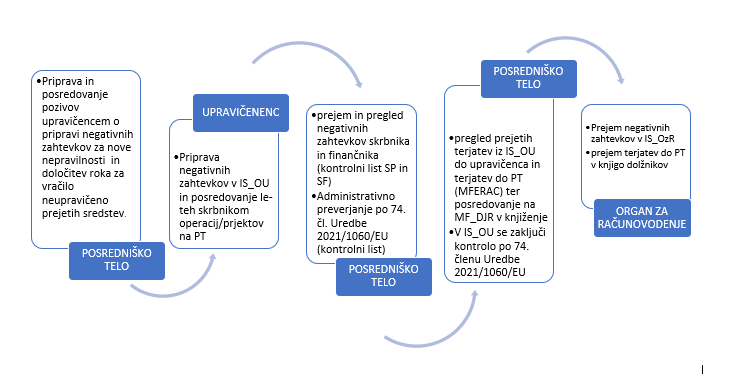 •Priprava in
posredovanje
pozivov
upravičencem o
pripravi negativnih
zahtevkov za nove
nepravilnosti in
določitev roka za
vračilo
neupravičeno
prejetih sredstev.
POSREDNIŠKO
TELO
UPRAVIČENENC
•Priprava
negativnih
zahtevkov v IS_OU
in posredovanje le-
teh skrbnikom
operacij/prjektov
na PT
•prejem in pregled
negativnih
zahtevkov skrbnika
in finančnika
(kontrolni list SP in
SF)
•Administrativno
preverjanje po 74.
čl. Uredbe
2021/1060/EU
(kontrolni list)
POSREDNIŠKO
TELO
POSREDNIŠKO
TELO
•pregled prejetih
terjatev iz IS_OU
do upravičenca in
terjatev do PT
(MFERAC) ter
posredovanje na
MF_DJR v knjiženje
•V IS_OU se zaključi
kontrolo po 74.
členu Uredbe
2021/1060/EU
•Prejem negativnih
zahtevkov v IS_OzR
•prejem terjatev do PT
v knjigo dolžnikov
ORGAN ZA
RAČUNOVODENJE